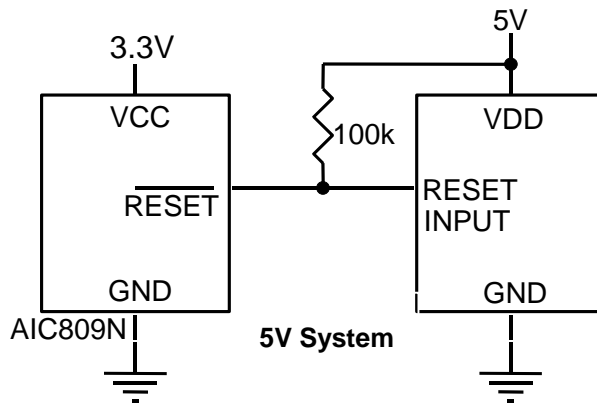 5V
3.3V
VCC
VDD
100k
RESET
RESET
INPUT
GND
GND
AIC809N
5V System